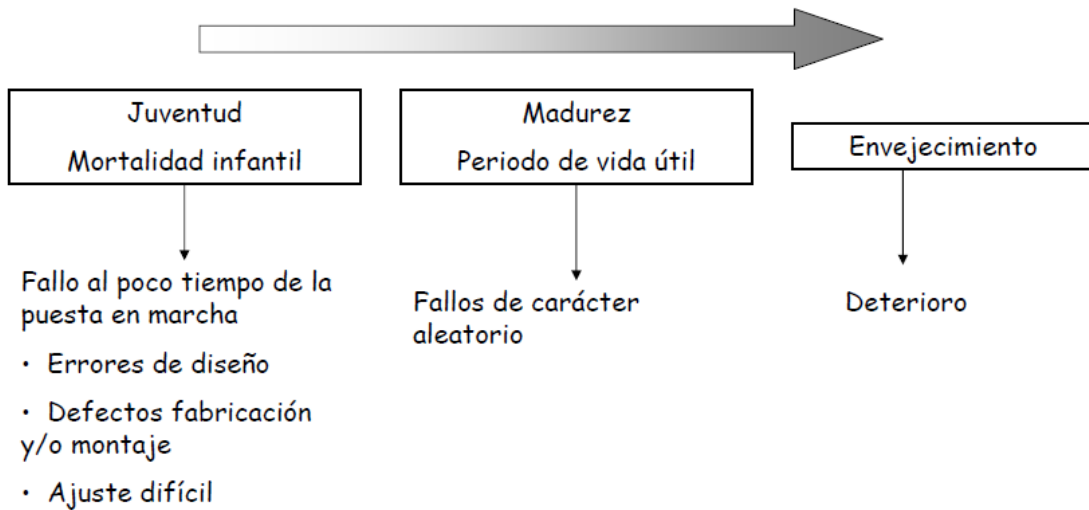 Juventud
Mortalidad infantil
Madurez
Periodo de vida útil
Envejecimiento
Fallo al poco tiempo de la
puesta en marcha
• Errores de diseño
• Defectos fabricación
y/o montaje
• Ajuste difícil
Fallos de carácter
aleatorio
Deterioro